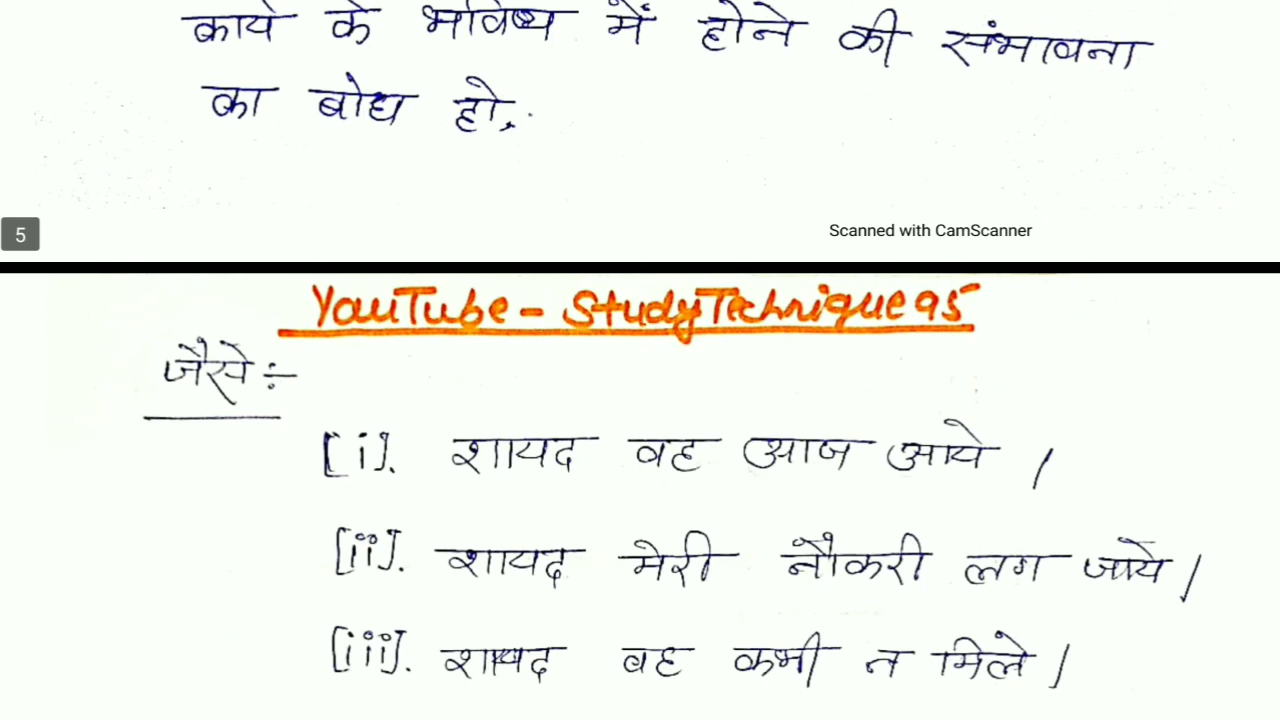 कार्य के भविष्य में होने की संभावना
का बोध हो,
5
Scanned with CamScanner
YouTube - StudyTechnique95
जैसे :-
[i]. शायद वह आज आये।
[ii]. शायद मेरी नौकरी लग जाये।
[iii]. शायद वह कभी न मिले।